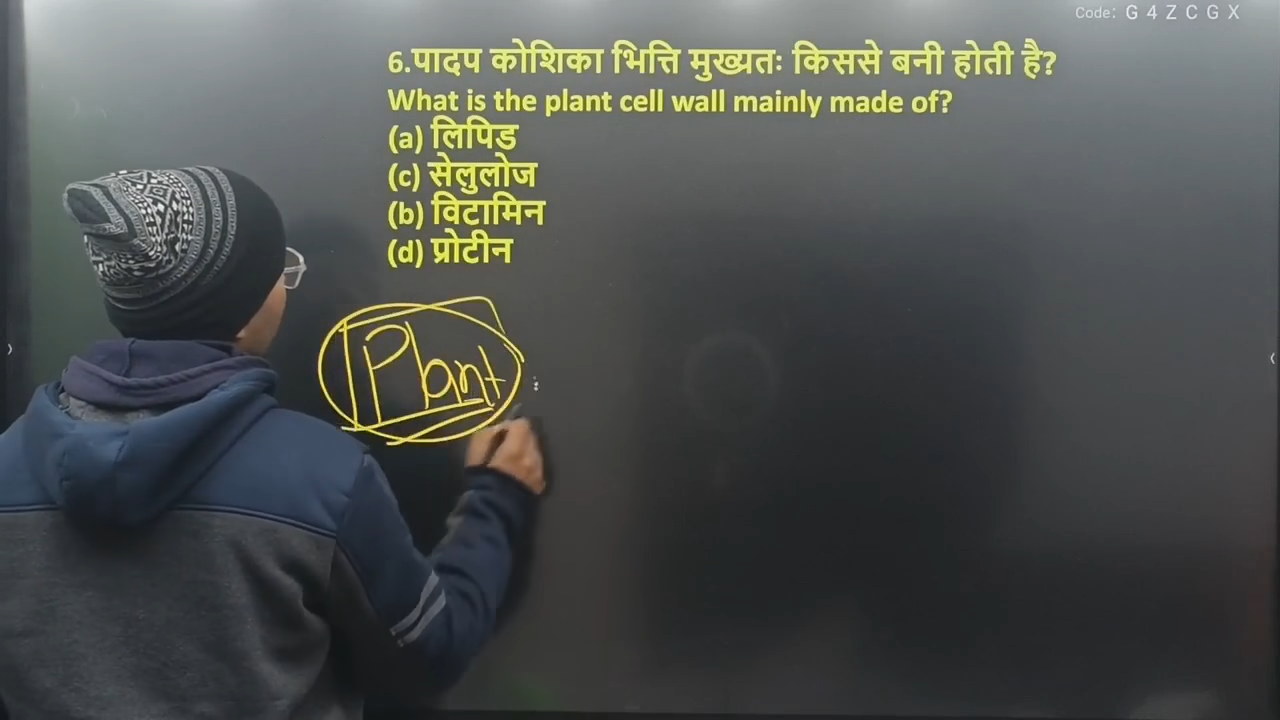 Code: G 4 Z C G X
6.पादप कोशिका भित्ति मुख्यतः किससे बनी होती है?
What is the plant cell wall mainly made of?
(a) लिपिड
(c) सेलुलोज
(b) विटामिन
(d) प्रोटीन
Plant